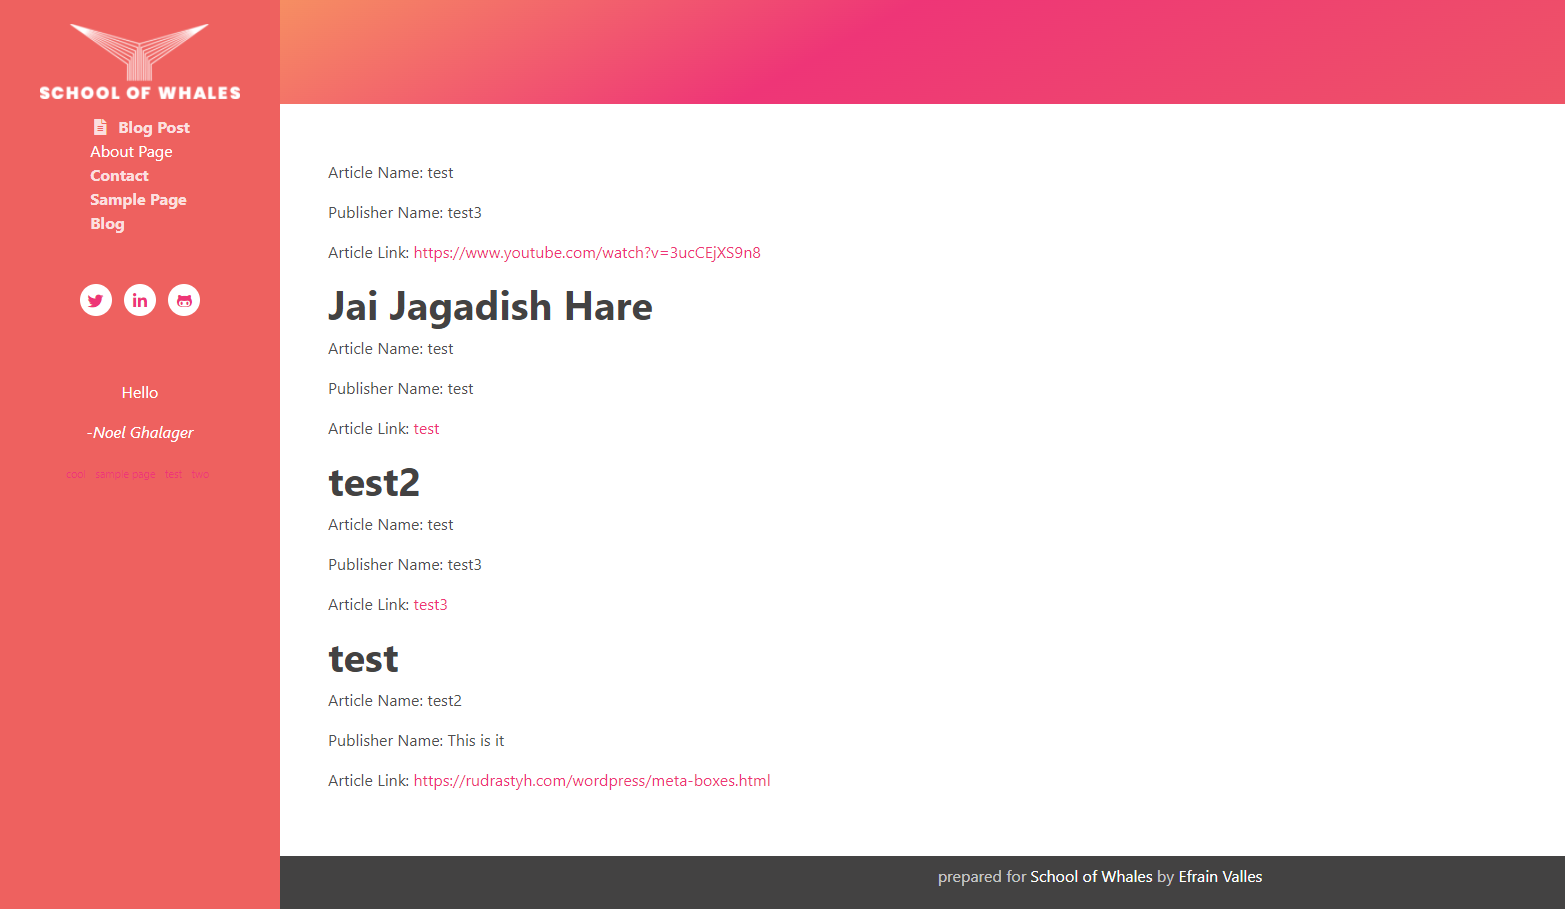 SCHOOL OF WHALES
Blog Post
About Page
Contact
Sample Page
Blog
Hello
-Noel Ghalager
cool sample page test two
Article Name: test
Publisher Name: test3
Article Link: https://www.youtube.com/watch?v=3ucCEjXS9n8
Jai Jagadish Hare
Article Name: test
Publisher Name: test
Article Link: test
test2
Article Name: test
Publisher Name: test3
Article Link: test3
test
Article Name: test2
Publisher Name: This is it
Article Link: https://rudrastyh.com/wordpress/meta-boxes.html
prepared for School of Whales by Efrain Valles